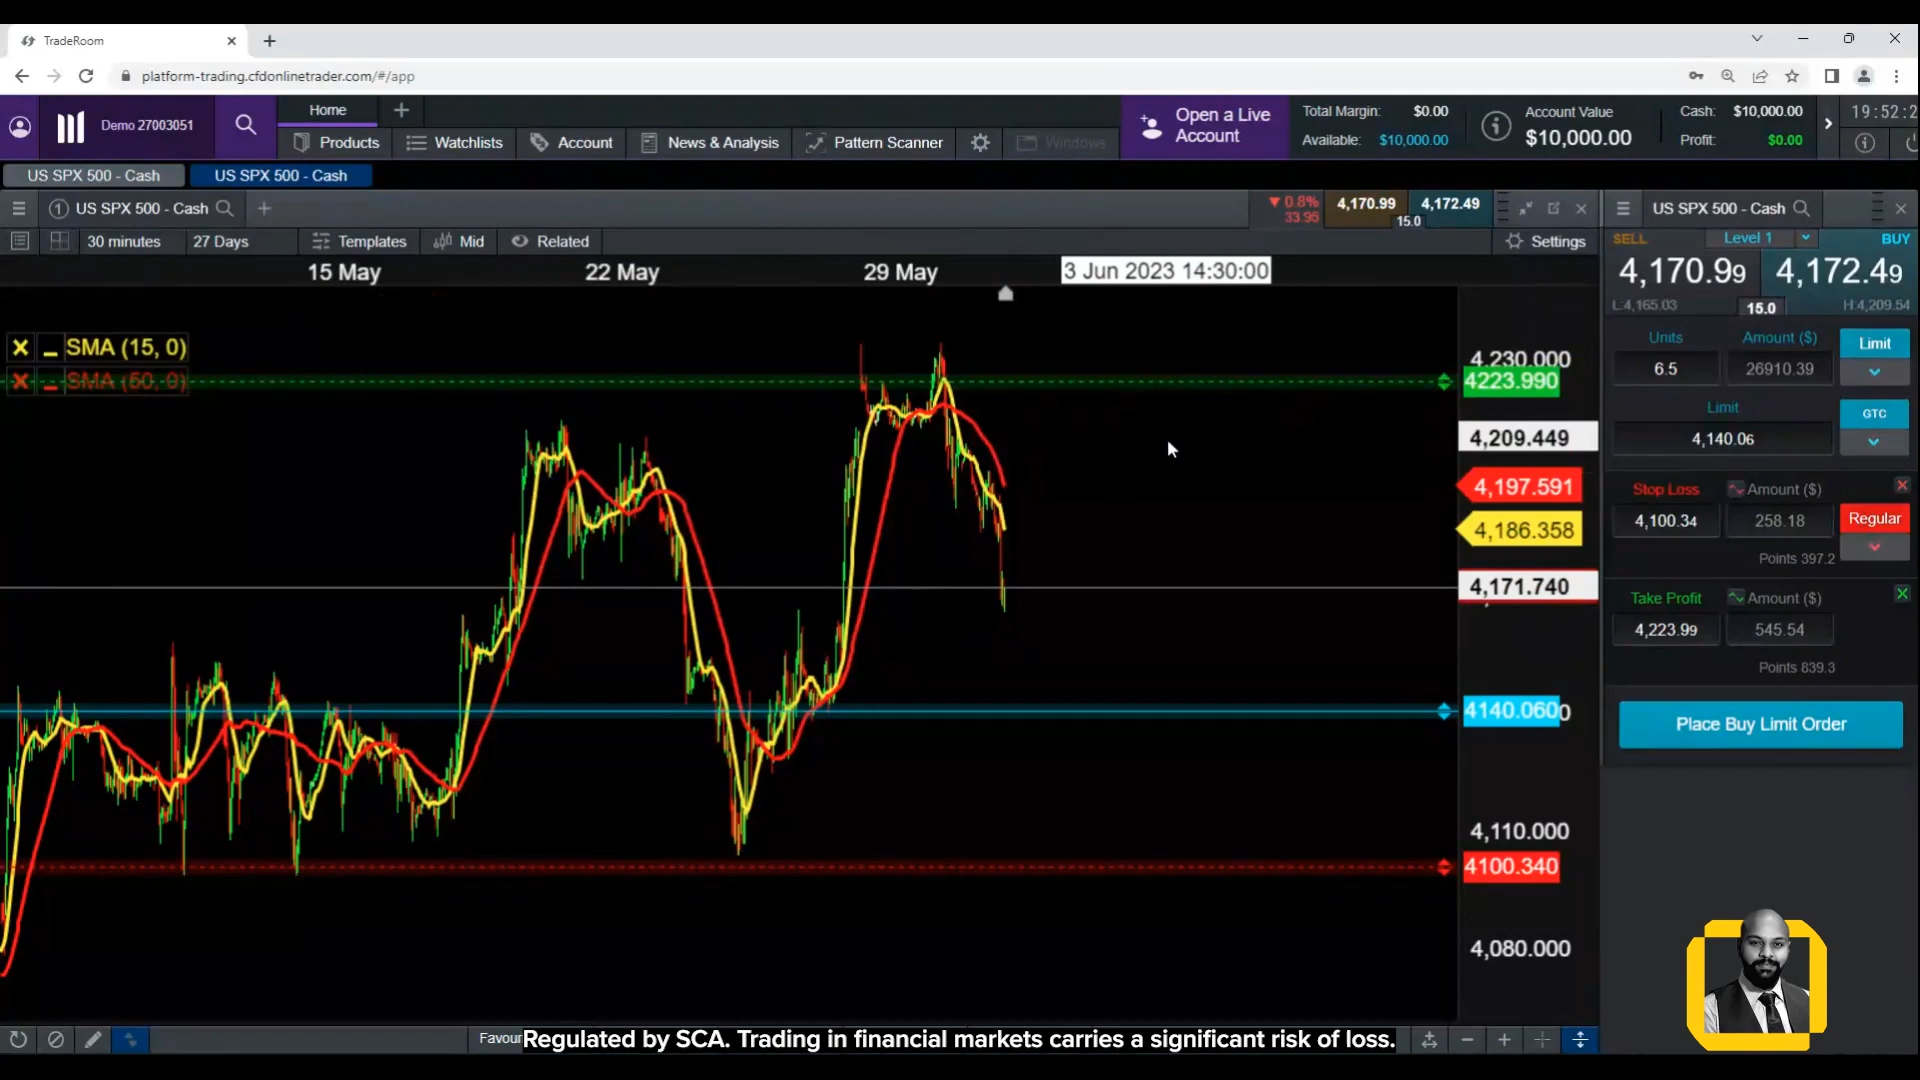 TradeRoom
platform-trading.cfdonlinetrader.com/#/app
Demo 27003051
Home
Products
Watchlists
Account
News & Analysis
Pattern Scanner
Windows
Open a Live
Account
Total Margin: $0.00
Available: $10,000.00
Account Value
$10,000.00
Cash: $10,000.00
Profit: $0.00
19:52:2
US SPX 500 - Cash
US SPX 500 - Cash
1 US SPX 500 - Cash
▼ 0.8%
33.95
4,170.99
4,172.49
15.0
30 minutes
27 Days
Templates
Mid
Related
Settings
15 May
22 May
29 May
3 Jun 2023 14:30:00
SMA (15, 0)
SMA (50, 0)
4,230.000
4223.990
4,209.449
4,197.591
4,186.358
4,171.740
4140.060
4,110.000
4100.340
4,080.000
US SPX 500 - Cash
SELL
Level 1
BUY
4,170.99
4,172.49
L:4,165.03
15.0
H:4,209.54
Units
Amount ($)
Limit
6.5
26910.39
Limit
GTC
4,140.06
Stop Loss
Amount ($)
4,100.34
258.18
Regular
Points 397.2
Take Profit
Amount ($)
4,223.99
545.54
Points 839.3
Place Buy Limit Order
Favour
Regulated by SCA. Trading in financial markets carries a significant risk of loss.